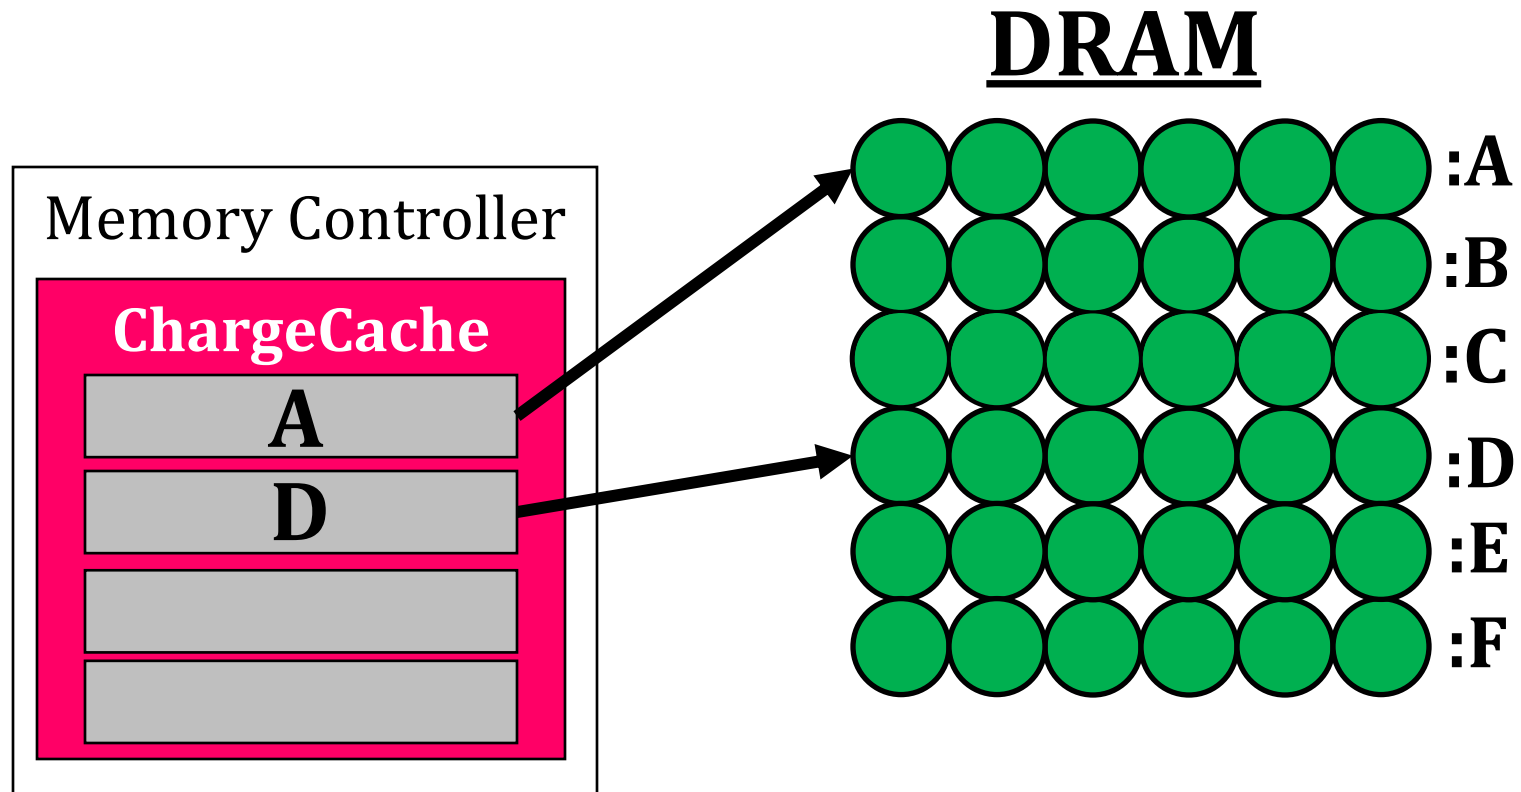 DRAM
Memory Controller
ChargeCache
A
D
:A
:B
:C
:D
:E
:F